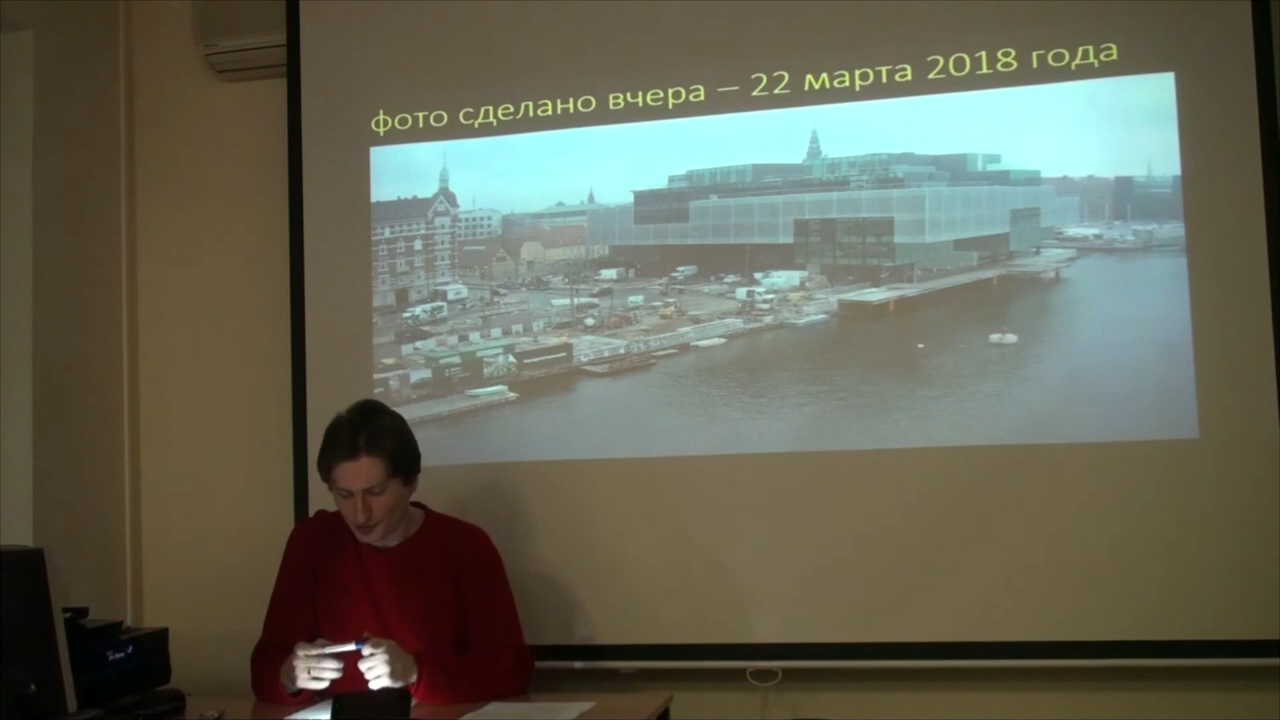 фото сделано вчера – 22 марта 2018 года